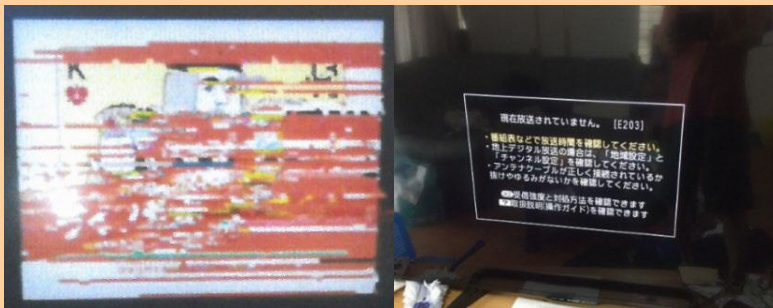 K
現在放送されていません。 [E203]
・番組表などで放送時間を確認してください。
・地上デジタル放送の場合は、「地域設定」と
「チャンネル設定」を確認してください。
・アンテナケーブルが正しく接続されているか
抜けやゆるみがないかを確認してください。
受信強度と対処方法を確認できます
取扱説明(操作ガイド)を確認できます